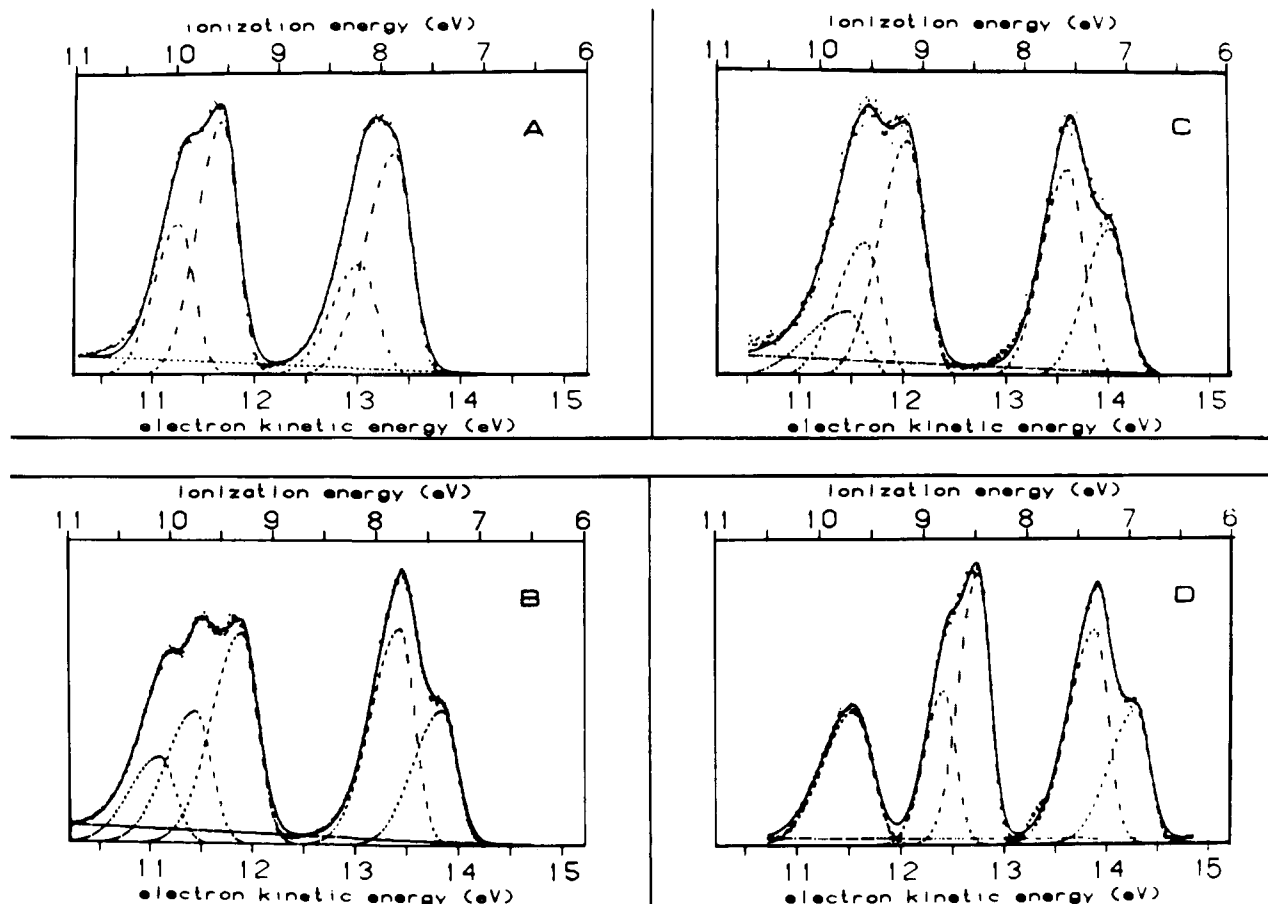 ionization energy (eV)
11 10 9 8 7 6
A
11 12 13 14 15
electron kinetic energy (eV)
ionization energy (eV)
11 10 9 8 7 6
C
11 12 13 14 15
electron kinetic energy (eV)
ionization energy (eV)
11 10 9 8 7 6
B
11 12 13 14 15
electron kinetic energy (eV)
ionization energy (eV)
11 10 9 8 7 6
D
11 12 13 14 15
electron kinetic energy (eV)